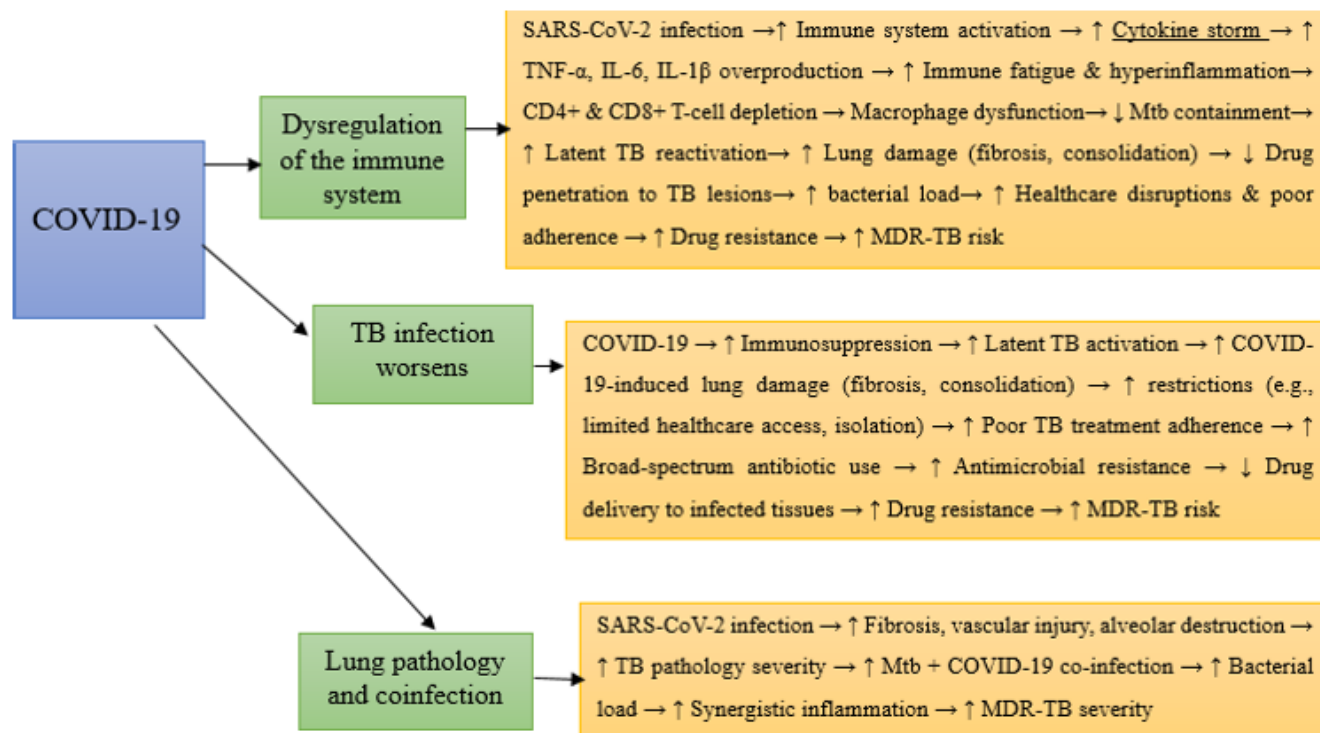 COVID-19
Dysregulation
of the immune
system
SARS-CoV-2 infection →↑ Immune system activation → ↑ Cytokine storm → ↑
TNF-α, IL-6, IL-1β overproduction → ↑ Immune fatigue & hyperinflammation→
CD4+ & CD8+ T-cell depletion → Macrophage dysfunction→ ↓ Mtb containment→
↑ Latent TB reactivation→ ↑ Lung damage (fibrosis, consolidation) → ↓ Drug
penetration to TB lesions→ ↑ bacterial load→ ↑ Healthcare disruptions & poor
adherence → ↑ Drug resistance → ↑ MDR-TB risk
TB infection
worsens
COVID-19 → ↑ Immunosuppression → ↑ Latent TB activation → ↑ COVID-
19-induced lung damage (fibrosis, consolidation) → ↑ restrictions (e.g.,
limited healthcare access, isolation) → ↑ Poor TB treatment adherence → ↑
Broad-spectrum antibiotic use → ↑ Antimicrobial resistance → ↓ Drug
delivery to infected tissues → ↑ Drug resistance → ↑ MDR-TB risk
Lung pathology
and coinfection
SARS-CoV-2 infection → ↑ Fibrosis, vascular injury, alveolar destruction →
↑ TB pathology severity → ↑ Mtb + COVID-19 co-infection → ↑ Bacterial
load → ↑ Synergistic inflammation → ↑ MDR-TB severity